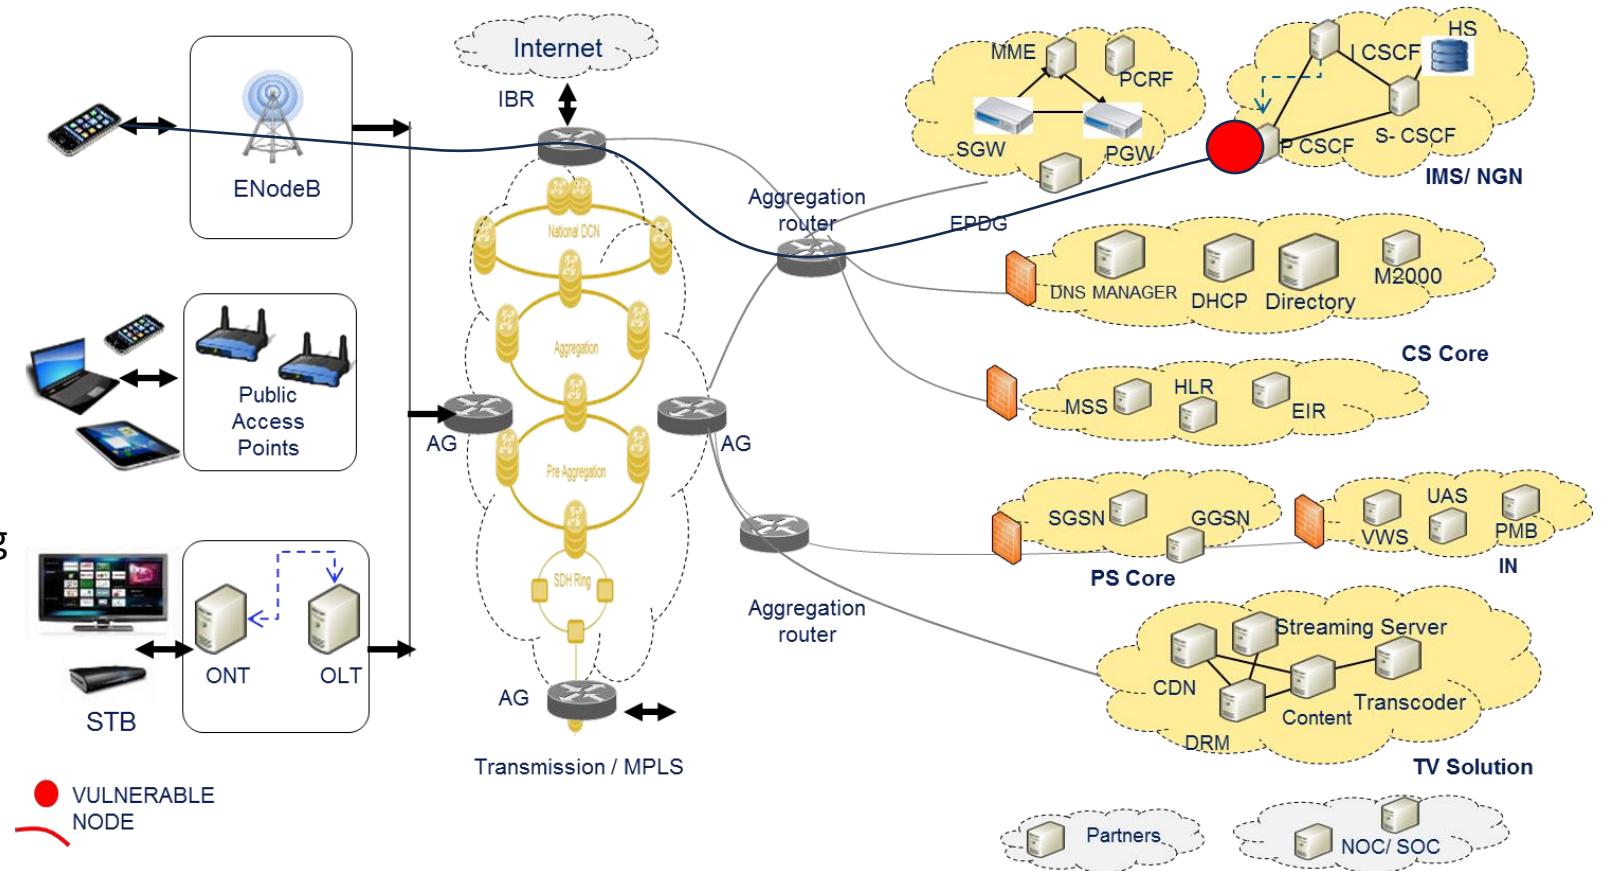 Internet
IBR
ENodeB
MME
PCRF
SGW
PGW
I CSCF
HS
P CSCF
S- CSCF
IMS/ NGN
Aggregation
router
EPDG
National DCN
DNS MANAGER
DHCP
Directory
M2000
CS Core
Aggregation
Public
Access
Points
AG
AG
MSS
HLR
EIR
Pre Aggregation
g
SGSN
GGSN
PS Core
UAS
VWS
PMB
IN
SDH Ring
Aggregation
router
ONT
OLT
STB
AG
Streaming Server
CDN
Content
Transcoder
DRM
TV Solution
Transmission / MPLS
VULNERABLE
NODE
Partners
NOC/ SOC